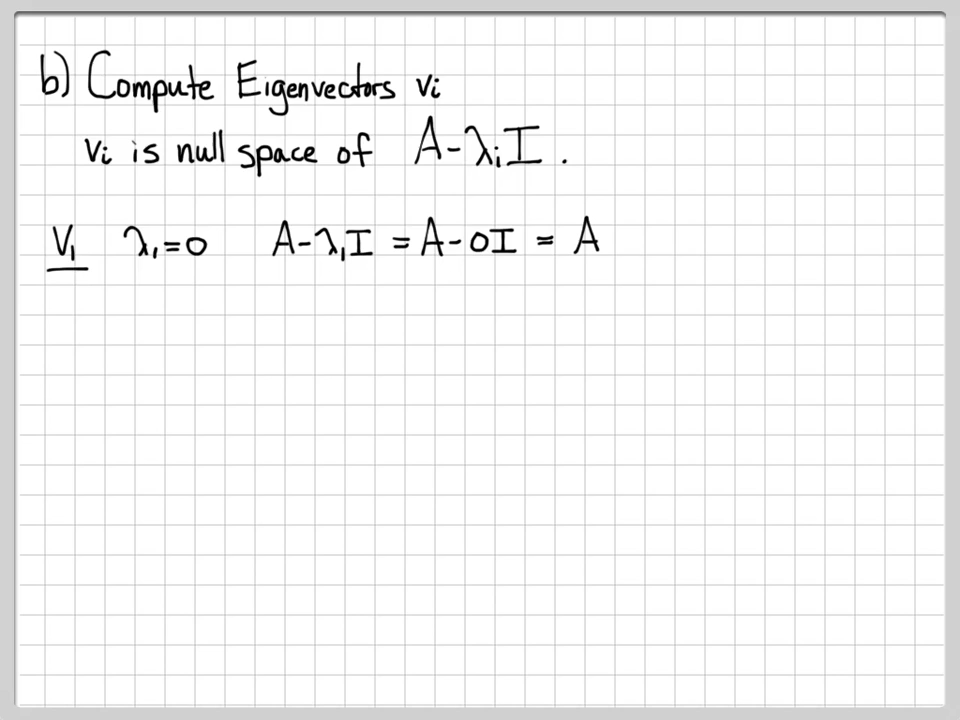 b) Compute Eigenvectors vi
vi is null space of A-λiI.
V1 λ1=0 A-λ1I = A-0I = A